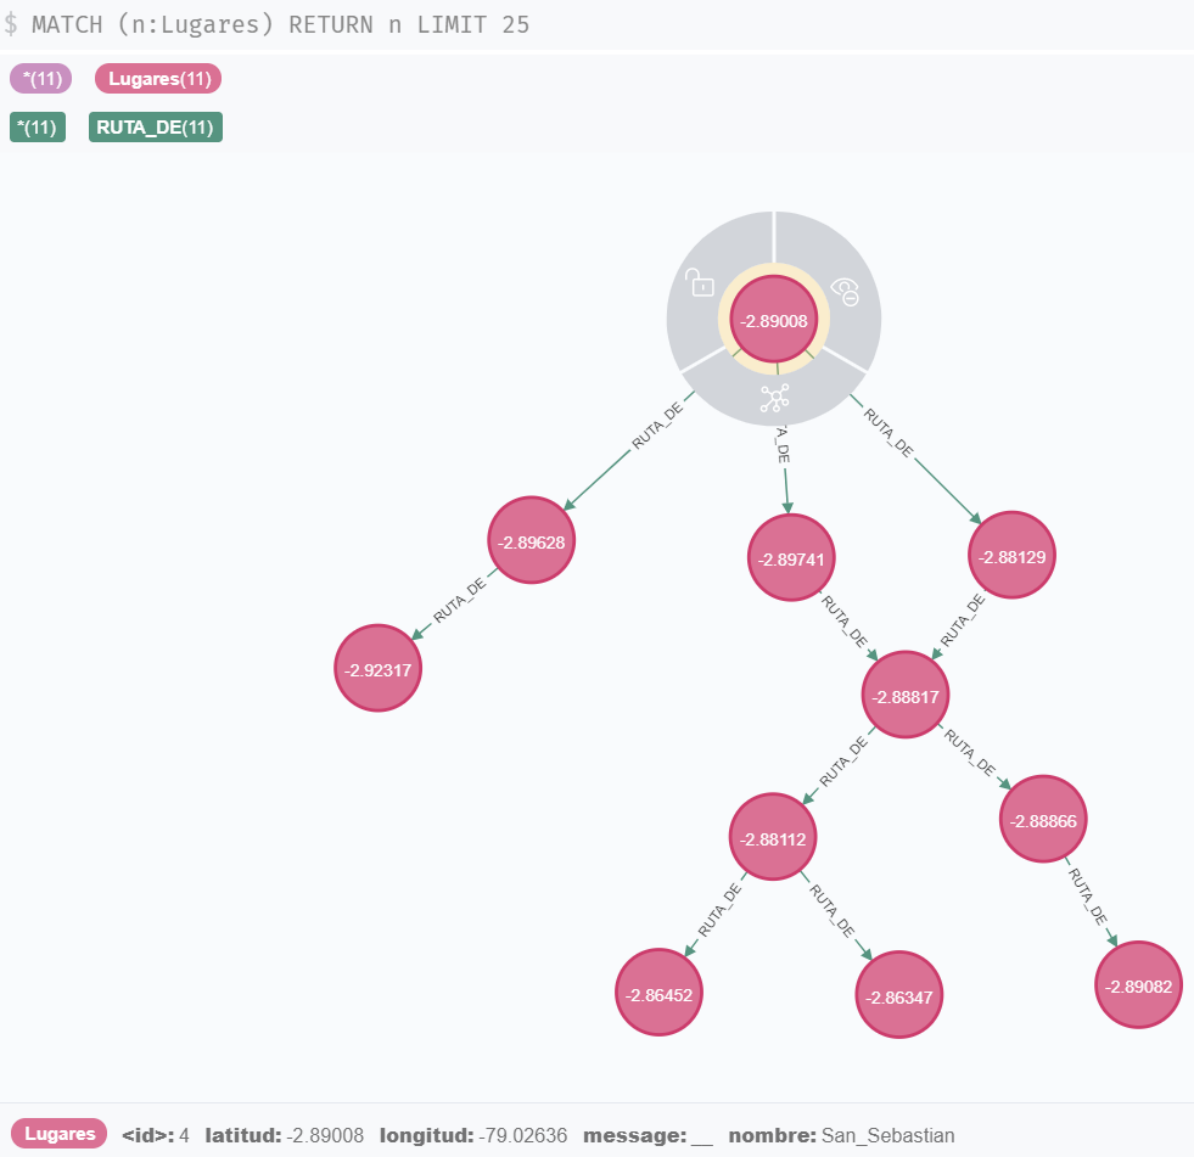 $ MATCH (n:Lugares) RETURN n LIMIT 25
*(11) Lugares(11)
*(11) RUTA_DE(11)
-2.89008
RUTA_DE
A_DE
RUTA_DE
-2.89628
-2.89741
-2.88129
RUTA_DE
RUTA_DE
RUTA_DE
-2.92317
-2.88817
RUTA_DE
RUTA_DE
-2.88112
-2.88866
RUTA_DE
RUTA_DE
RUTA_DE
-2.86452
-2.86347
-2.89082
Lugares <id>: 4 latitud: -2.89008 longitud: -79.02636 message: __ nombre: San_Sebastian